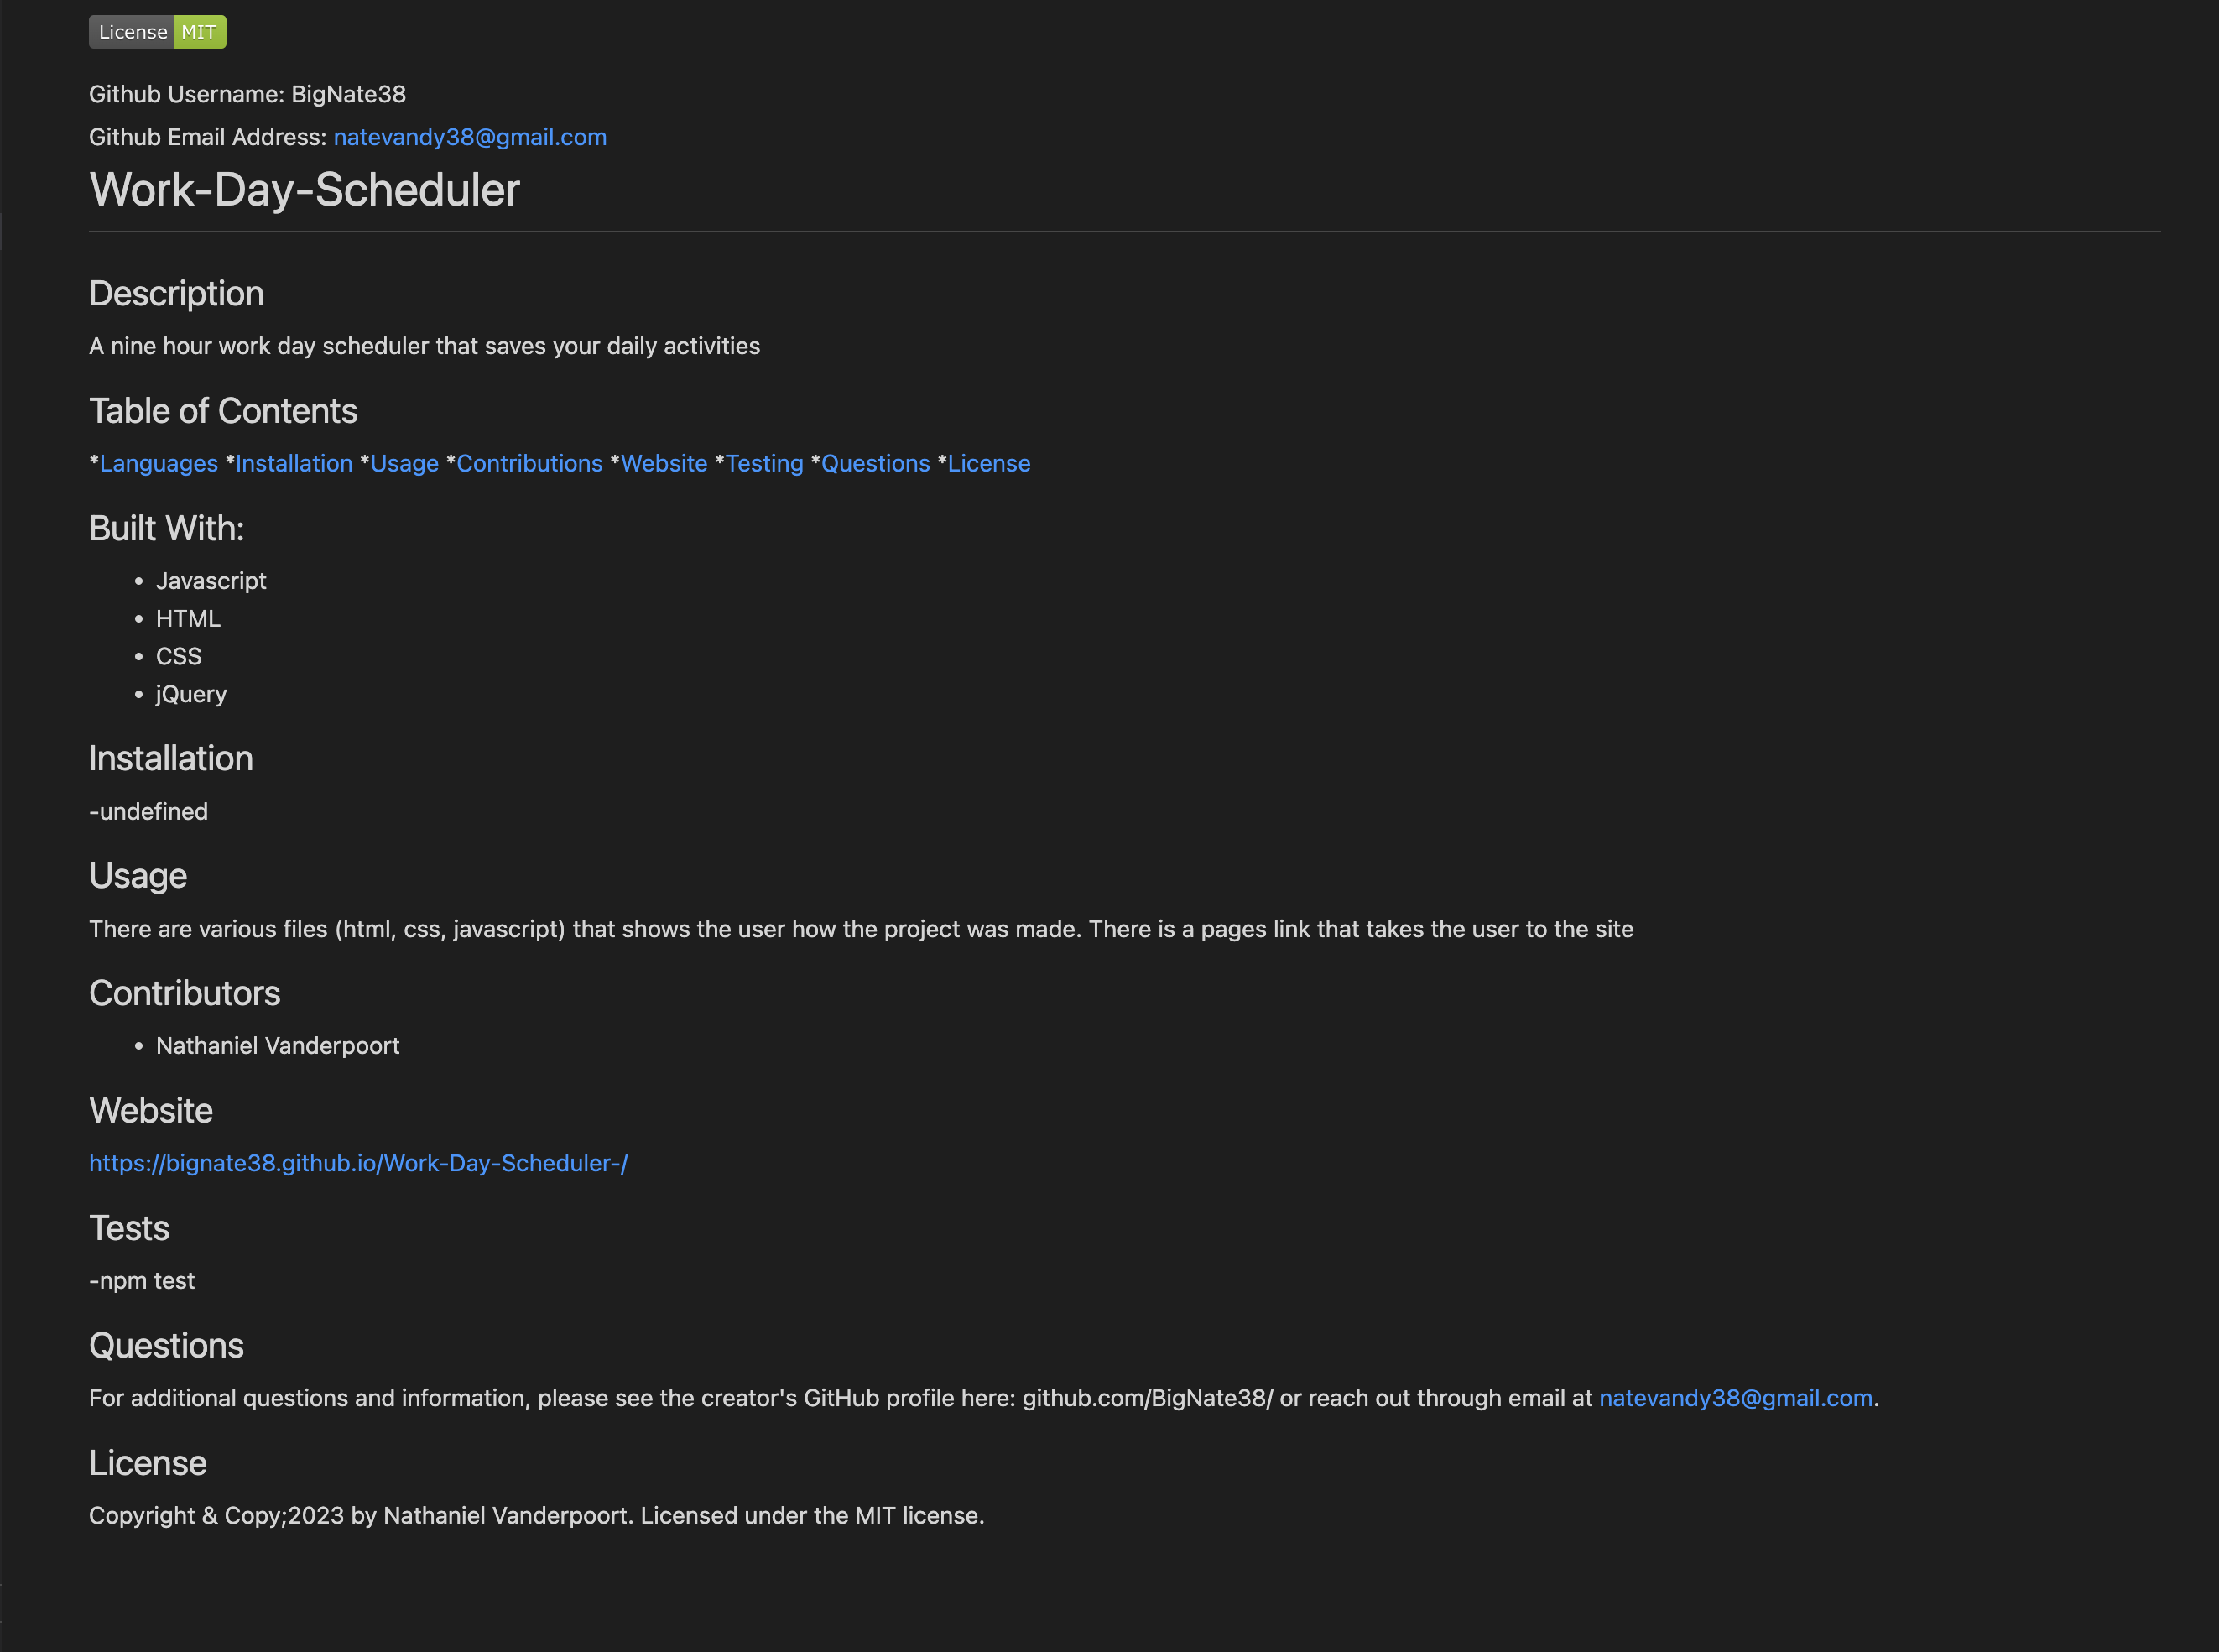 License MIT
Github Username: BigNate38
Github Email Address: natevandy38@gmail.com
Work-Day-Scheduler
Description
A nine hour work day scheduler that saves your daily activities
Table of Contents
*Languages *Installation *Usage *Contributions *Website *Testing *Questions *License
Built With:
• Javascript
• HTML
• CSS
• jQuery
Installation
-undefined
Usage
There are various files (html, css, javascript) that shows the user how the project was made. There is a pages link that takes the user to the site
Contributors
• Nathaniel Vanderpoort
Website
https://bignate38.github.io/Work-Day-Scheduler-/
Tests
-npm test
Questions
For additional questions and information, please see the creator's GitHub profile here: github.com/BigNate38/ or reach out through email at natevandy38@gmail.com.
License
Copyright & Copy;2023 by Nathaniel Vanderpoort. Licensed under the MIT license.